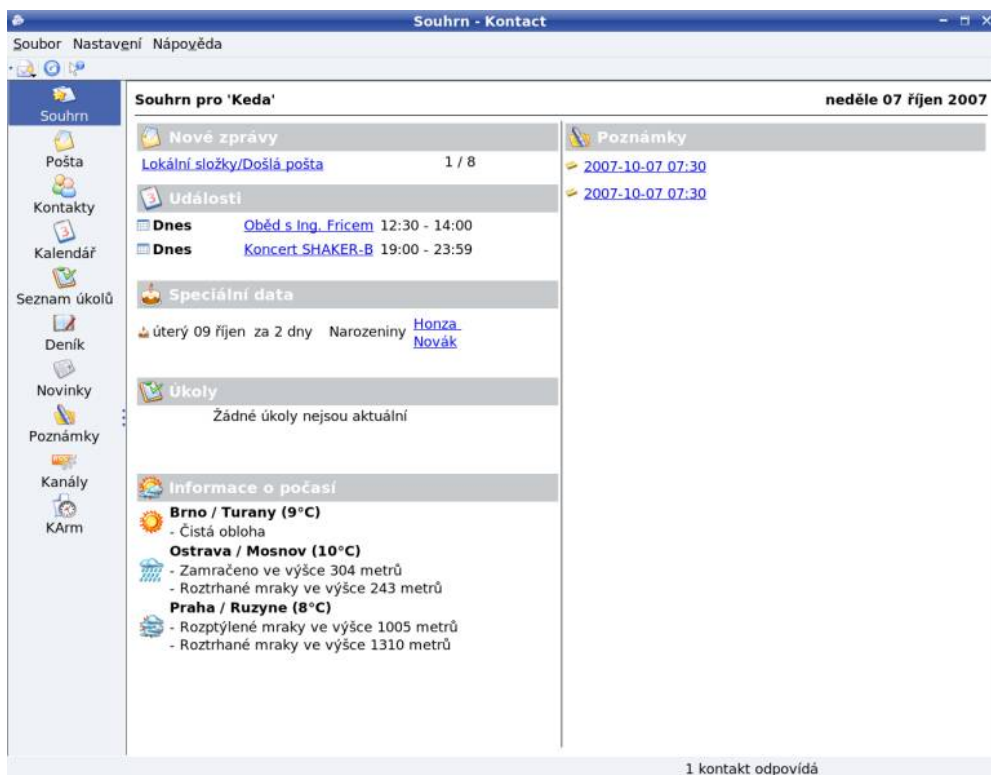 Souhrn - Kontact
Soubor Nastavení Nápověda
Souhrn
Pošta
Kontakty
3
Kalendář
Seznam úkolů
Deník
Novinky
Poznámky
Kanály
KArm
Souhrn pro 'Keda'
neděle 07 říjen 2007
Nové zprávy
Lokální složky/Došlá pošta 1 / 8
3
Události
Dnes Oběd s Ing. Fricem 12:30 - 14:00
Dnes Koncert SHAKER-B 19:00 - 23:59
Speciální data
úterý 09 říjen za 2 dny Narozeniny Honza
Novák
Úkoly
Žádné úkoly nejsou aktuální
Informace o počasí
Brno / Turany (9°C)
- Čistá obloha
Ostrava / Mosnov (10°C)
- Zamračeno ve výšce 304 metrů
- Roztrhané mraky ve výšce 243 metrů
Praha / Ruzyne (8°C)
- Rozptýlené mraky ve výšce 1005 metrů
- Roztrhané mraky ve výšce 1310 metrů
Poznámky
2007-10-07 07:30
2007-10-07 07:30
1 kontakt odpovídá